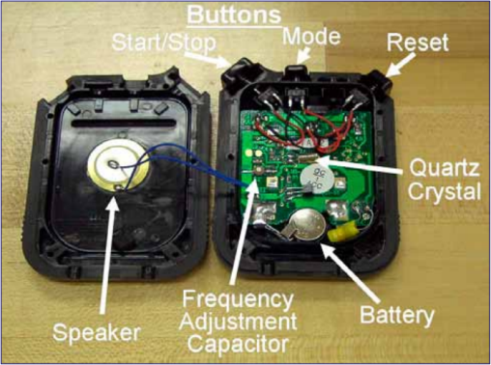 Buttons
Start/Stop
Mode
Reset
Quartz
Crystal
Speaker
Frequency
Adjustment
Capacitor
Battery